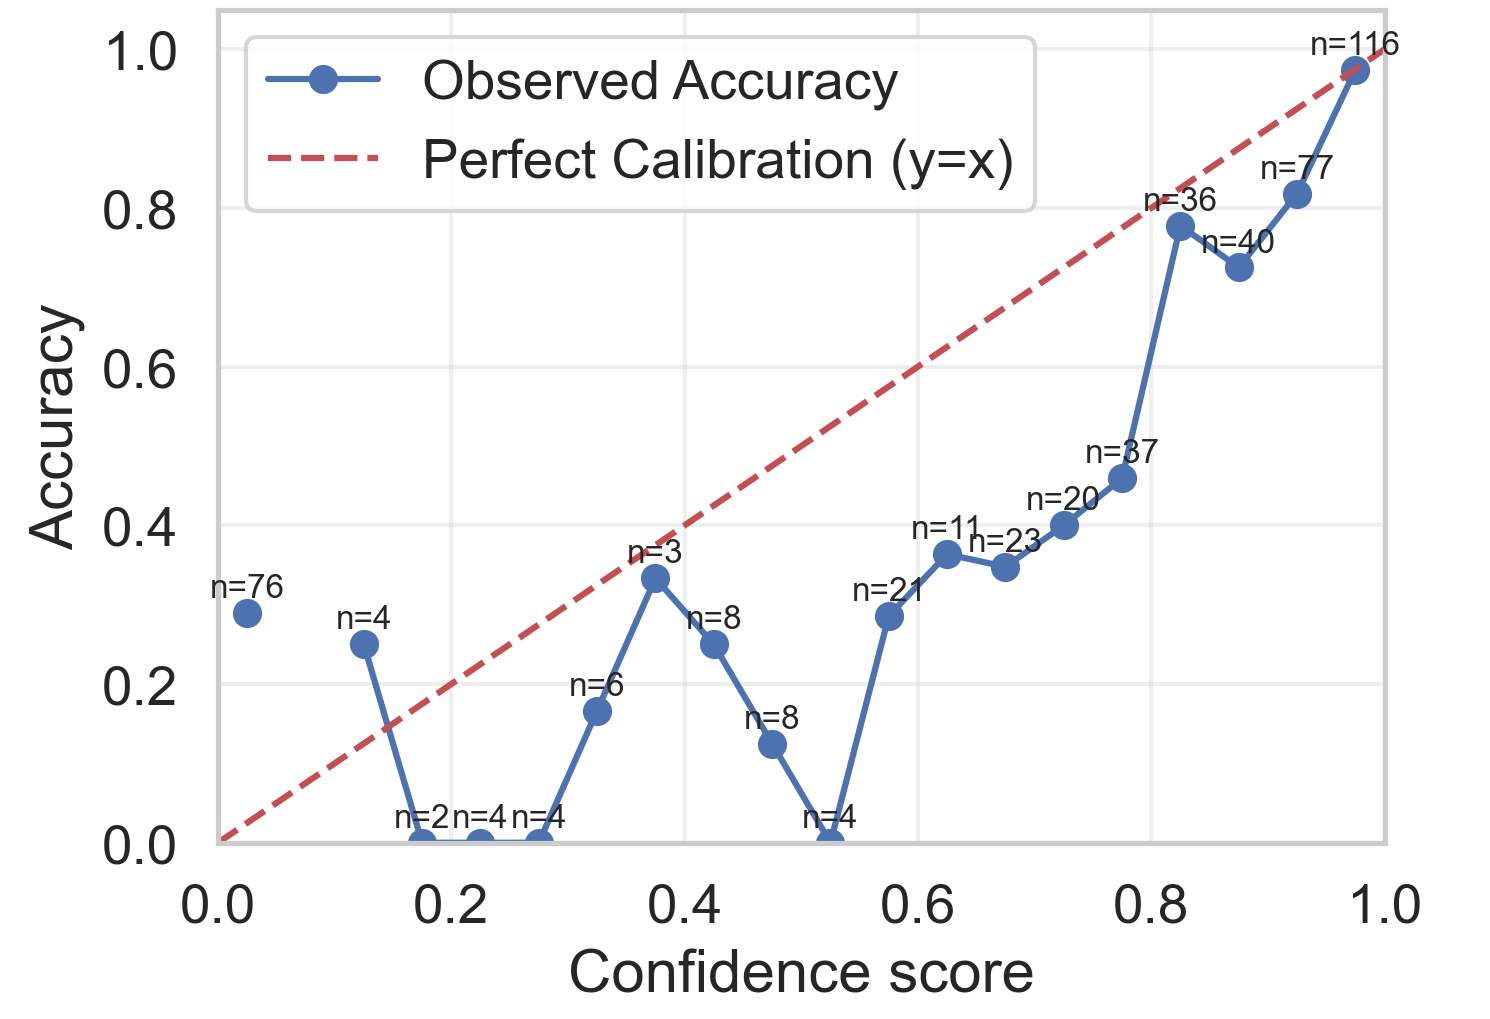 Observed Accuracy
Perfect Calibration (y=x)
Accuracy
1.0
0.8
0.6
0.4
0.2
0.0
n=76
n=4
n=2
n=4
n=4
n=6
n=3
n=8
n=8
n=4
n=21
n=11
n=23
n=20
n=37
n=36
n=40
n=77
n=116
0.0
0.2
0.4
0.6
0.8
1.0
Confidence score